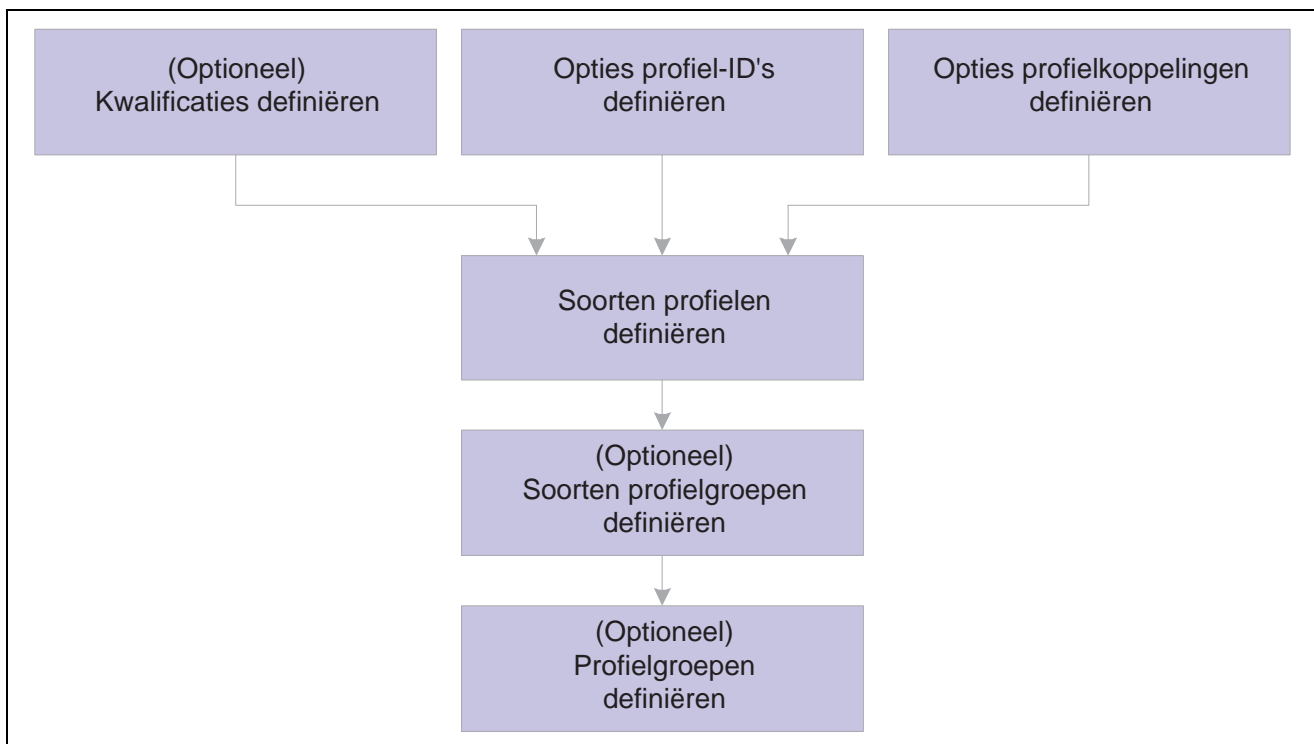 (Optioneel)
Kwalificaties definiëren
Opties profiel-ID's
definiëren
Opties profielkoppelingen
definiëren
Soorten profielen
definiëren
(Optioneel)
Soorten profielgroepen
definiëren
(Optioneel)
Profielgroepen
definiëren